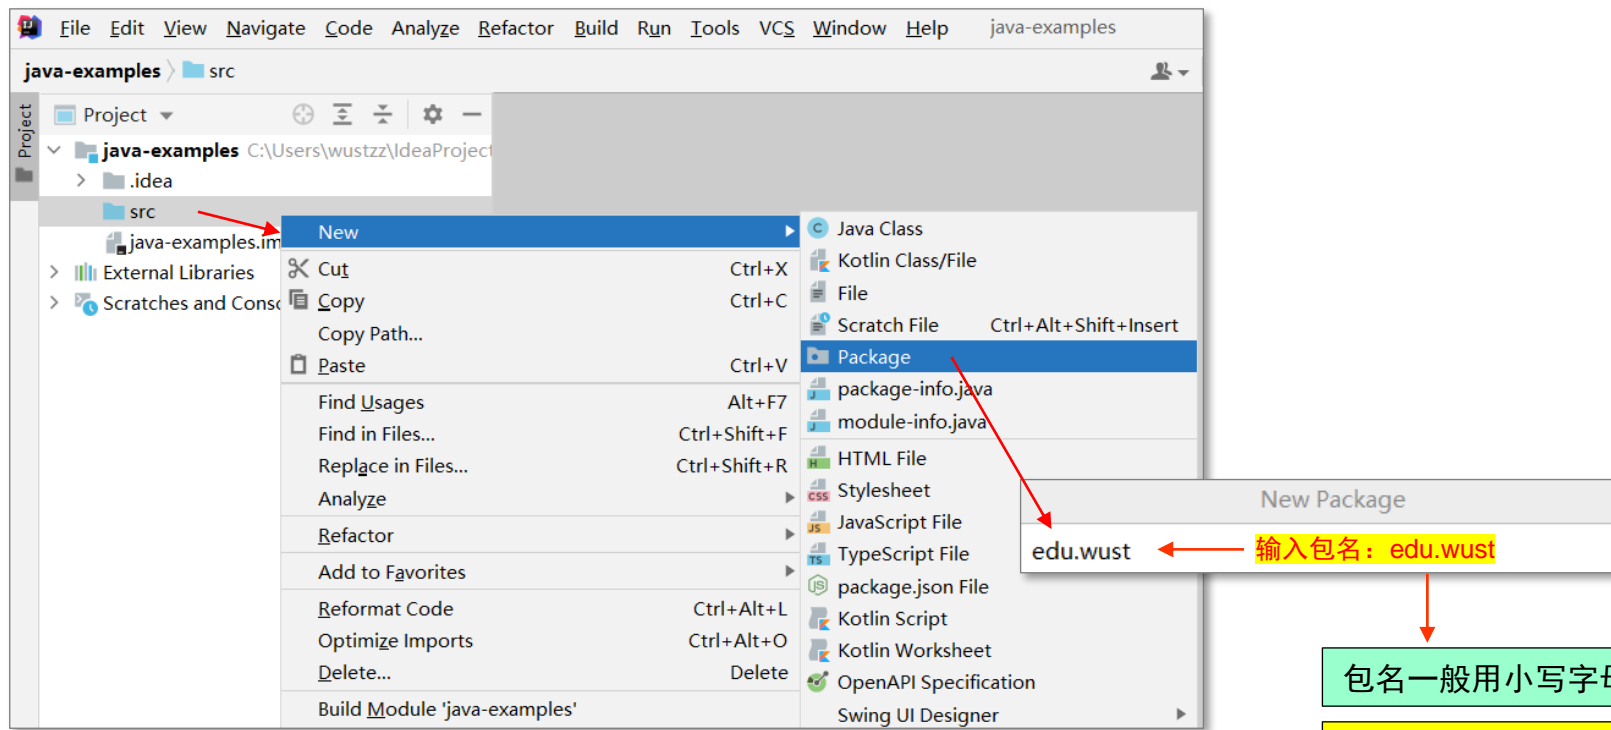 File Edit View Navigate Code Analyze Refactor Build Run Tools VCS Window Help java-examples
java-examples src
Project
Project
java-examples C:\Users\wustzz\IdeaProject
.idea
src
java-examples.im
External Libraries
Scratches and Conso
New
Cut Ctrl+X
Copy Ctrl+C
Copy Path...
Paste Ctrl+V
Find Usages Alt+F7
Find in Files... Ctrl+Shift+F
Replace in Files... Ctrl+Shift+R
Analyze
Refactor
Add to Favorites
Reformat Code Ctrl+Alt+L
Optimize Imports Ctrl+Alt+O
Delete... Delete
Build Module 'java-examples'
Java Class
Kotlin Class/File
File
Scratch File Ctrl+Alt+Shift+Insert
Package
package-info.java
module-info.java
HTML File
Stylesheet
JavaScript File
TypeScript File
package.json File
Kotlin Script
Kotlin Worksheet
OpenAPI Specification
Swing UI Designer
New Package
edu.wust
输入包名：edu.wust
包名一般用小写字母